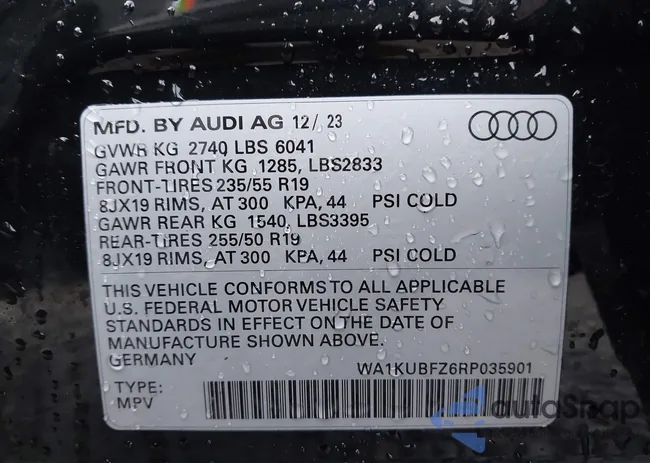 MFD. BY AUDI AG 12/ 23
GVWR KG 2740 LBS 6041
GAWR FRONT KG 1285, LBS2833
FRONT-TIRES 235/55 R19
8JX19 RIMS, AT 300 KPA, 44 PSI COLD
GAWR REAR KG 1540, LBS3395
REAR-TIRES 255/50 R19
8JX19 RIMS, AT 300 KPA, 44 PSI COLD
THIS VEHICLE CONFORMS TO ALL APPLICABLE
U.S. FEDERAL MOTOR VEHICLE SAFETY
STANDARDS IN EFFECT ON THE DATE OF
MANUFACTURE SHOWN ABOVE.
GERMANY
WA1KUBFZ6RP035901
TYPE:
MPV
autoSnap